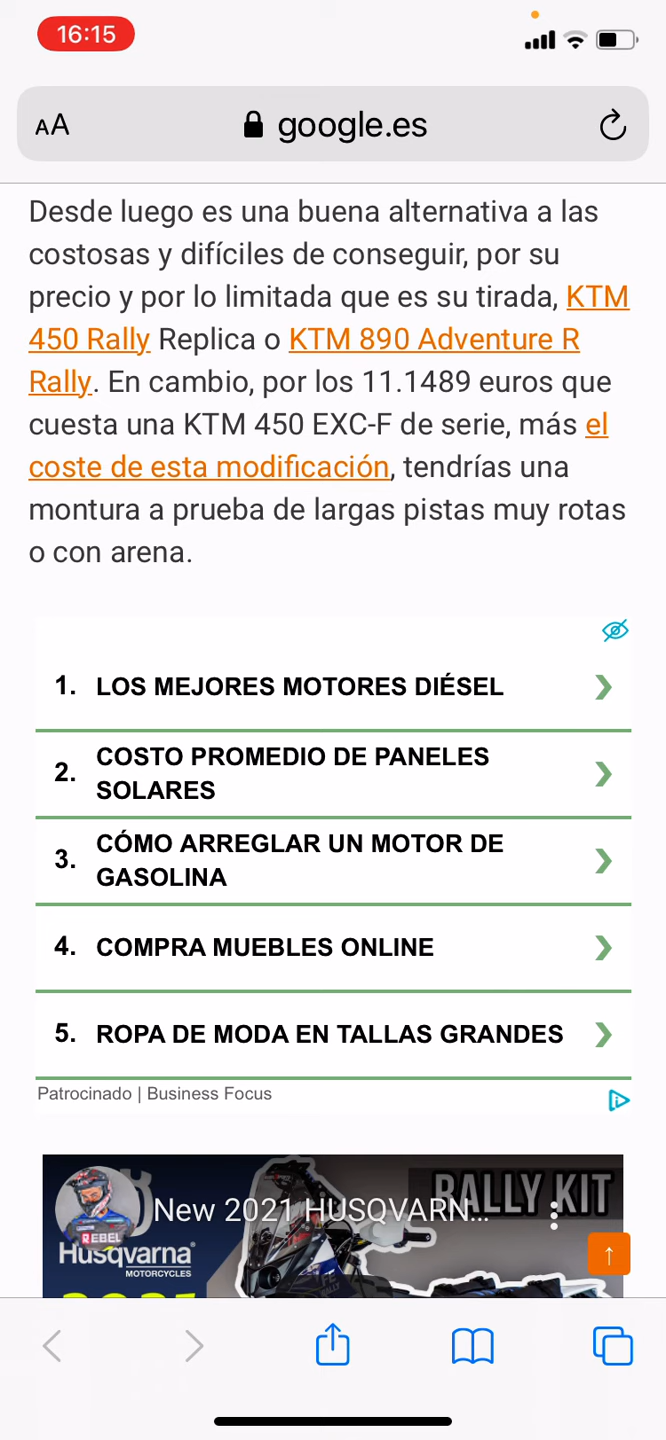 16:15
AA google.es
Desde luego es una buena alternativa a las
costosas y difíciles de conseguir, por su
precio y por lo limitada que es su tirada, KTM
450 Rally Replica o KTM 890 Adventure R
Rally. En cambio, por los 11.1489 euros que
cuesta una KTM 450 EXC-F de serie, más el
coste de esta modificación, tendrías una
montura a prueba de largas pistas muy rotas
o con arena.
1. LOS MEJORES MOTORES DIÉSEL
2. COSTO PROMEDIO DE PANELES
SOLARES
3. CÓMO ARREGLAR UN MOTOR DE
GASOLINA
4. COMPRA MUEBLES ONLINE
5. ROPA DE MODA EN TALLAS GRANDES
Patrocinado | Business Focus
RALLY KIT
New 2021 HUSQVARN...
REBEL
Husqvarna
MOTORCYCLES